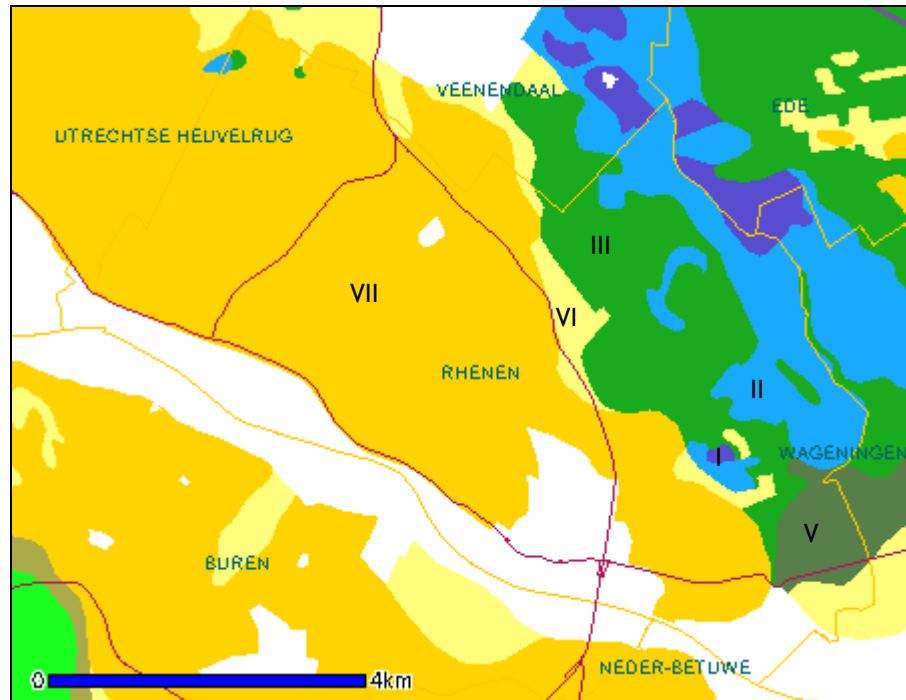 VEENENDAAL
EDE
UTRECHTSE HEUVELRUG
III
VII
VI
RHENEN
II
I
WAGENINGEN
V
BUREN
0 4km
NEDER-BETUWE